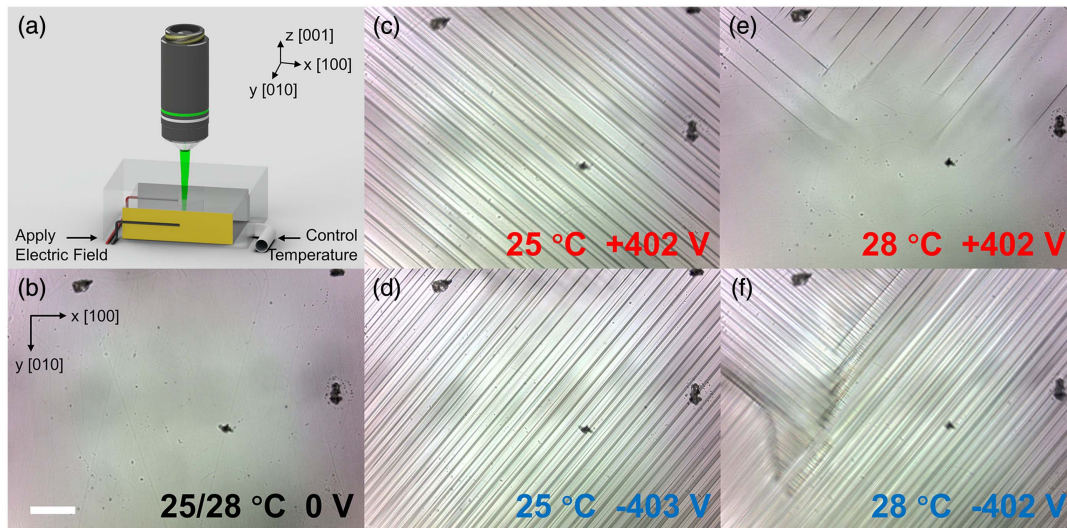 (a)
z [001]
x [100]
y [010]
Apply
Electric Field
Control
Temperature
(b)
x [100]
y [010]
25/28 °C 0 V
(c)
25 °C +402 V
(d)
25 °C -403 V
(e)
28 °C +402 V
(f)
28 °C -402 V